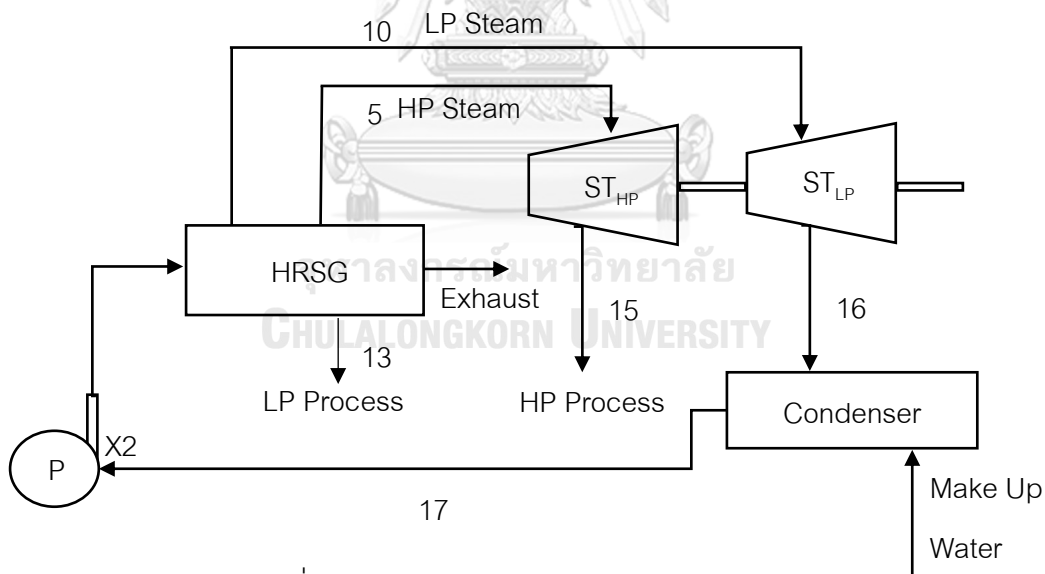 10 LP Steam
5 HP Steam
ST HP
ST LP
HRSG
Exhaust
จุฬาลงกรณ์มหาวิทยาลัย
CHULALONGKORN UNIVERSITY
15
16
13
LP Process
HP Process
Condenser
P
X2
17
Make Up
Water